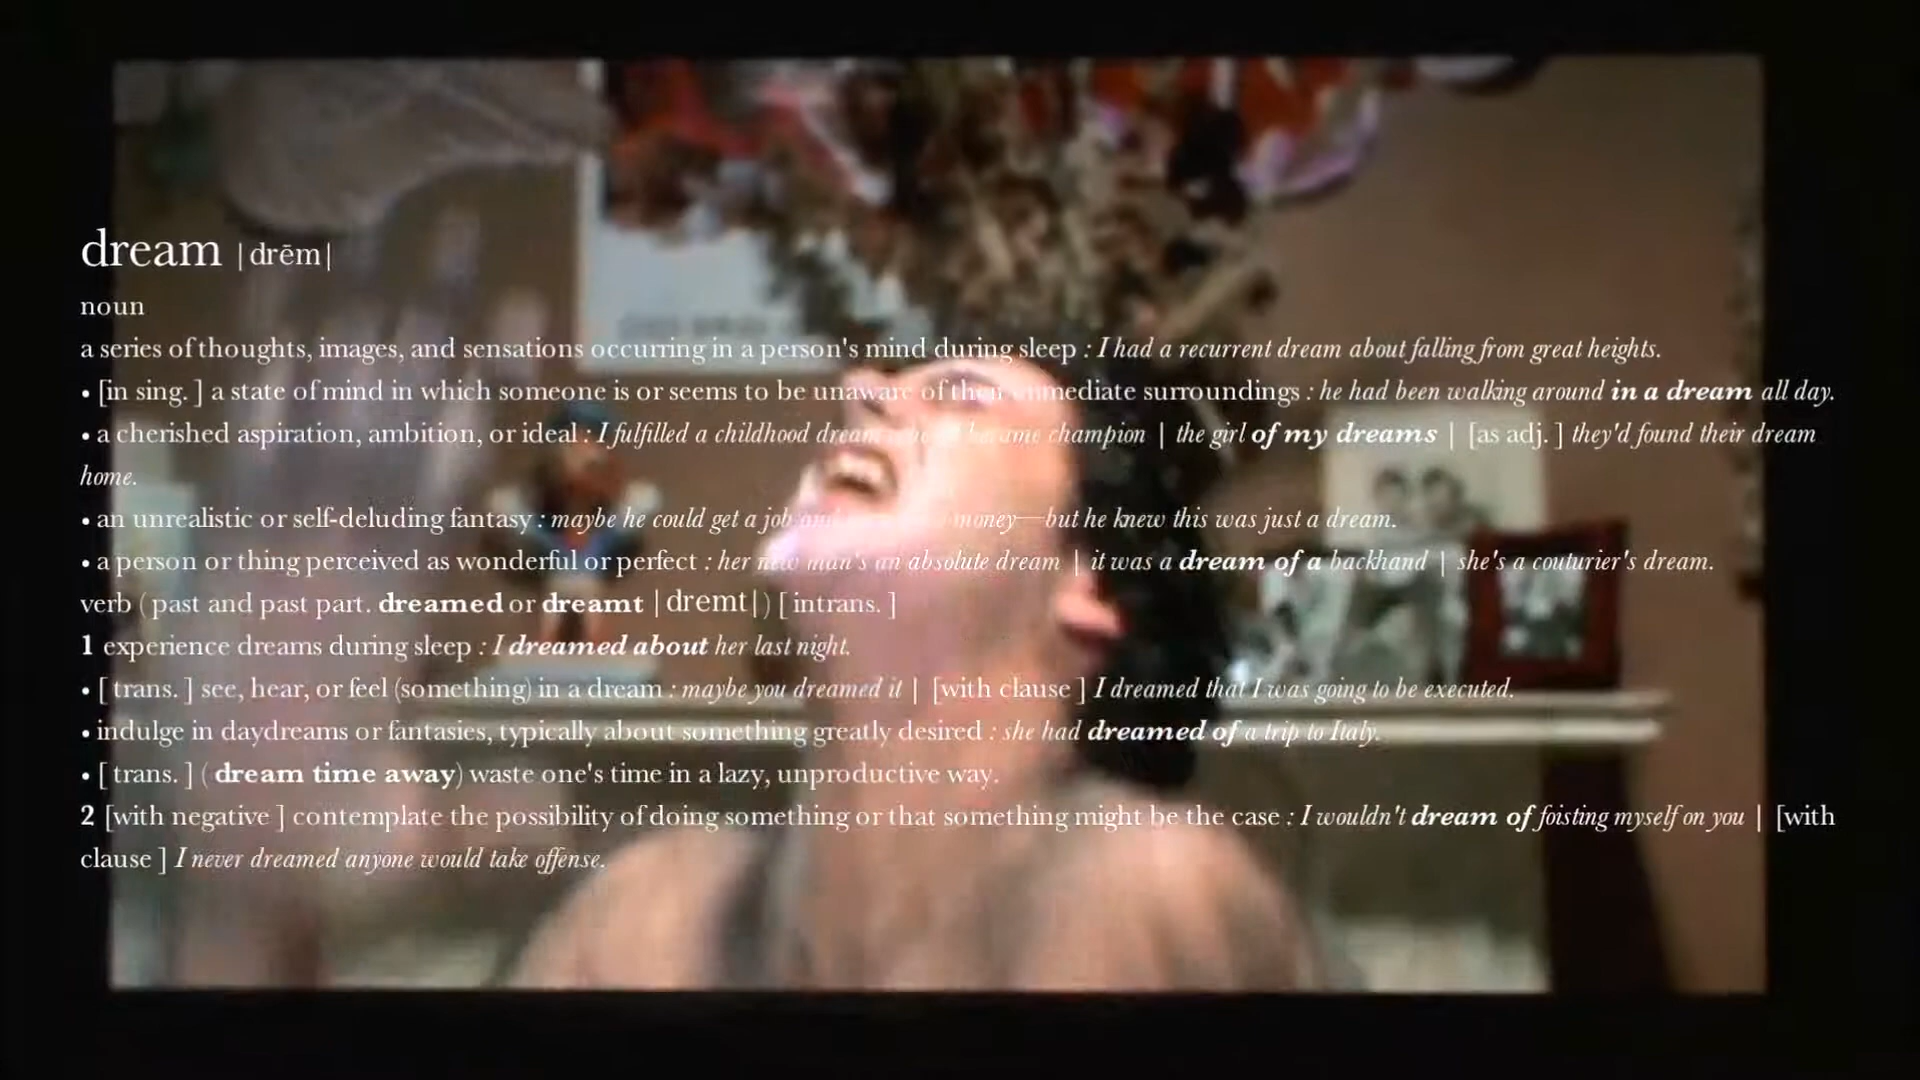 dream |drēm|
noun
a series of thoughts, images, and sensations occurring in a person's mind during sleep : I had a recurrent dream about falling from great heights.
• [in sing. ] a state of mind in which someone is or seems to be unaware of their immediate surroundings : he had been walking around in a dream all day.
• a cherished aspiration, ambition, or ideal : I fulfilled a childhood dream when I became champion | the girl of my dreams | [as adj. ] they'd found their dream
home.
• an unrealistic or self-deluding fantasy : maybe he could get a job and money—but he knew this was just a dream.
• a person or thing perceived as wonderful or perfect : her new man's an absolute dream | it was a dream of a backhand | she's a couturier's dream.
verb ( past and past part. dreamed or dreamt |dremt|) [ intrans. ]
1 experience dreams during sleep : I dreamed about her last night.
• [ trans. ] see, hear, or feel (something) in a dream : maybe you dreamed it | [with clause ] I dreamed that I was going to be executed.
• indulge in daydreams or fantasies, typically about something greatly desired : she had dreamed of a trip to Italy.
• [ trans. ] ( dream time away) waste one's time in a lazy, unproductive way.
2 [with negative ] contemplate the possibility of doing something or that something might be the case : I wouldn't dream of foisting myself on you | [with
clause ] I never dreamed anyone would take offense.